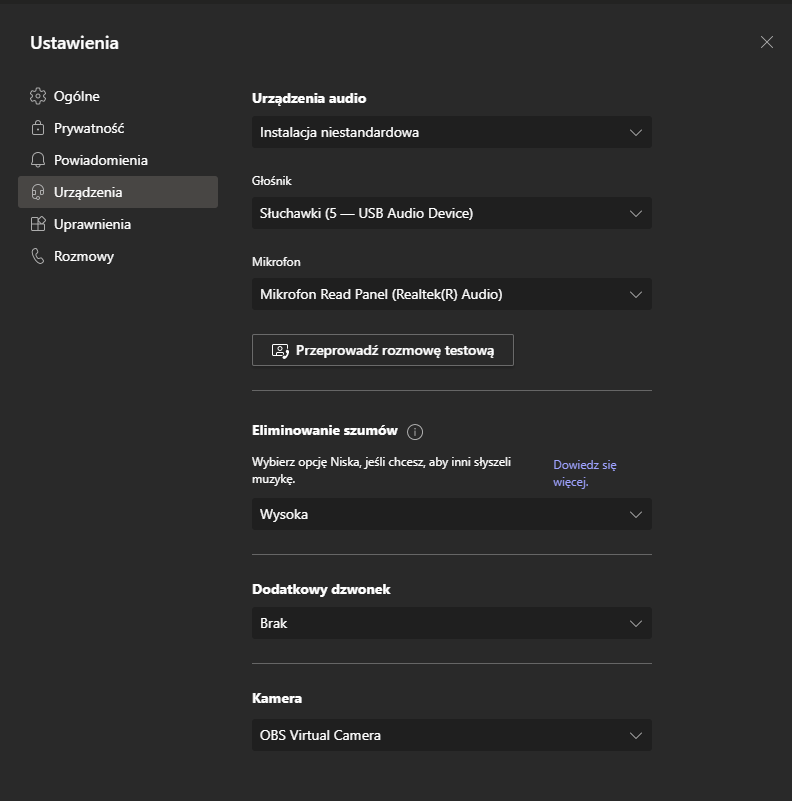 Ustawienia
Ogólne
Prywatność
Powiadomienia
Urządzenia
Uprawnienia
Rozmowy
Urządzenia audio
Instalacja niestandardowa
Głośnik
Słuchawki (5 — USB Audio Device)
Mikrofon
Mikrofon Read Panel (Realtek(R) Audio)
Przeprowadź rozmowę testową
Eliminowanie szumów
Wybierz opcję Niska, jeśli chcesz, aby inni słyszeli
muzykę.
Dowiedz się
więcej.
Wysoka
Dodatkowy dzwonek
Brak
Kamera
OBS Virtual Camera